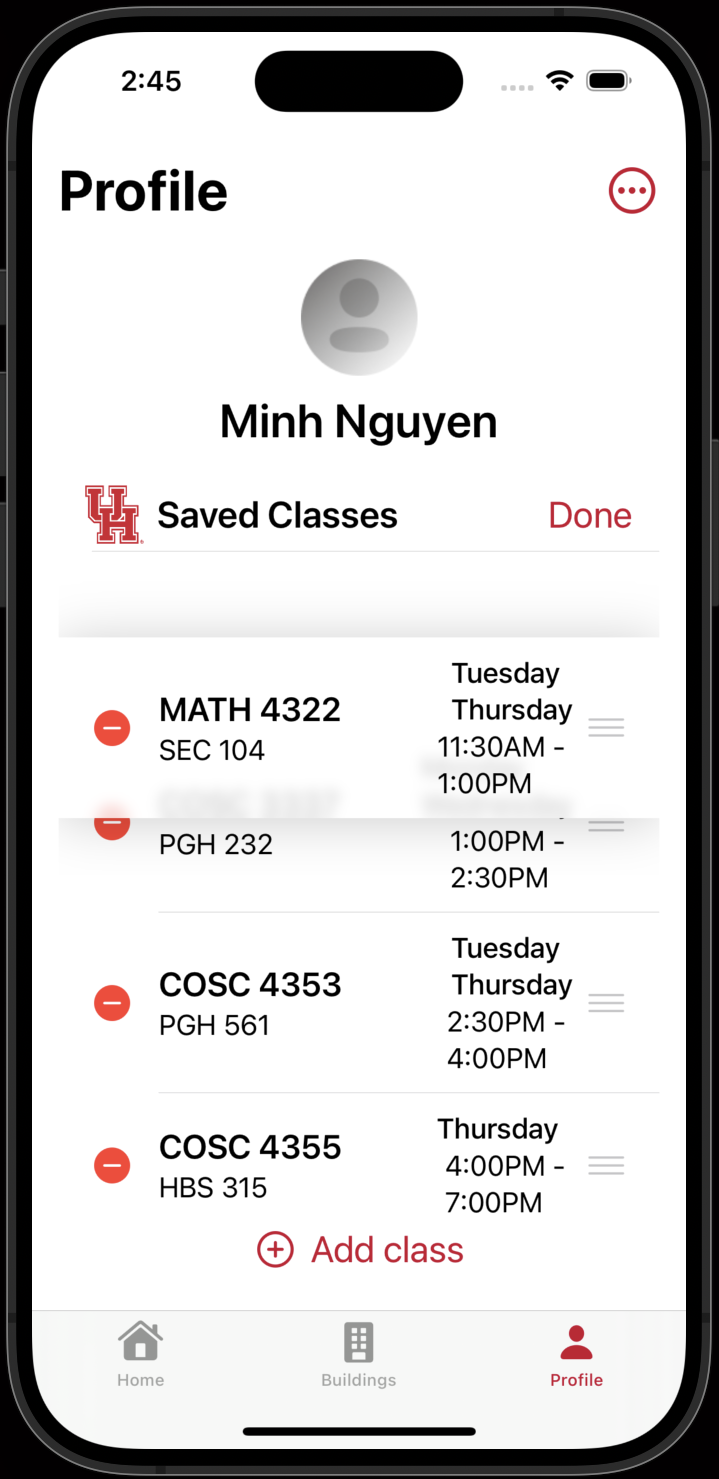 2:45
Profile
Minh Nguyen
UH
Saved Classes
Done
MATH 4322
SEC 104
Tuesday
Thursday
11:30AM -
1:00PM
PGH 232
1:00PM -
2:30PM
COSC 4353
PGH 561
Tuesday
Thursday
2:30PM -
4:00PM
COSC 4355
HBS 315
Thursday
4:00PM -
7:00PM
Add class
Home
Buildings
Profile